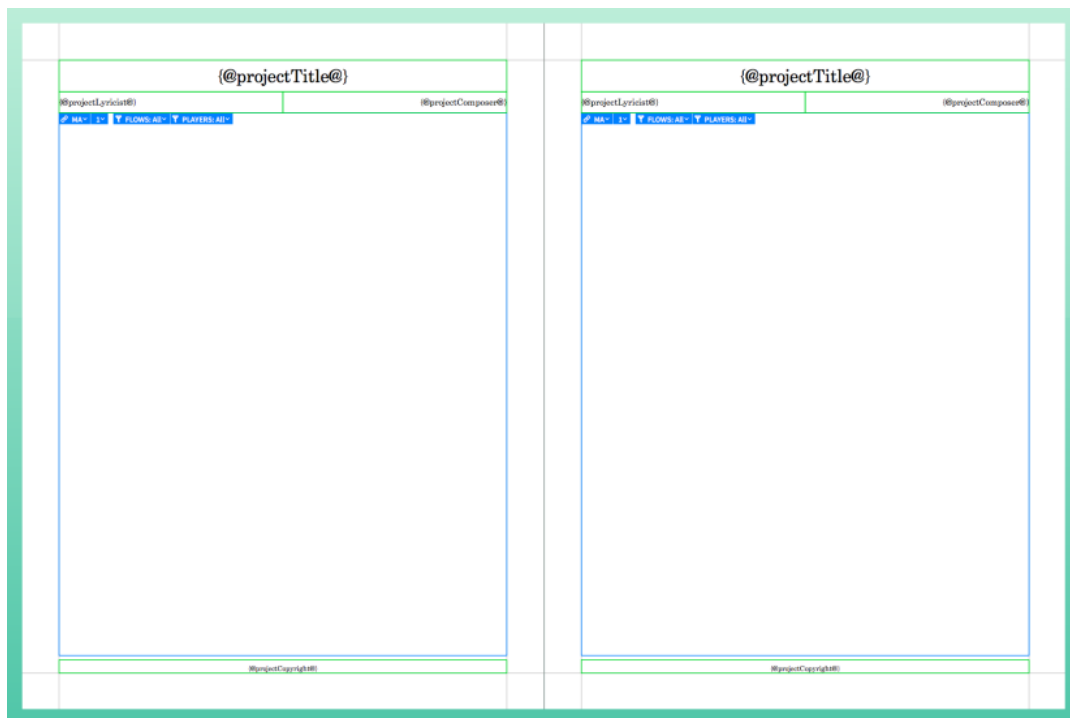 {@projectTitle@}
{@projectLyricist@} {@projectComposer@}
MA 1 FLOWS: All PLAYERS: All
{@projectCopyright@}
{@projectTitle@}
{@projectLyricist@} {@projectComposer@}
MA 1 FLOWS: All PLAYERS: All
{@projectCopyright@}